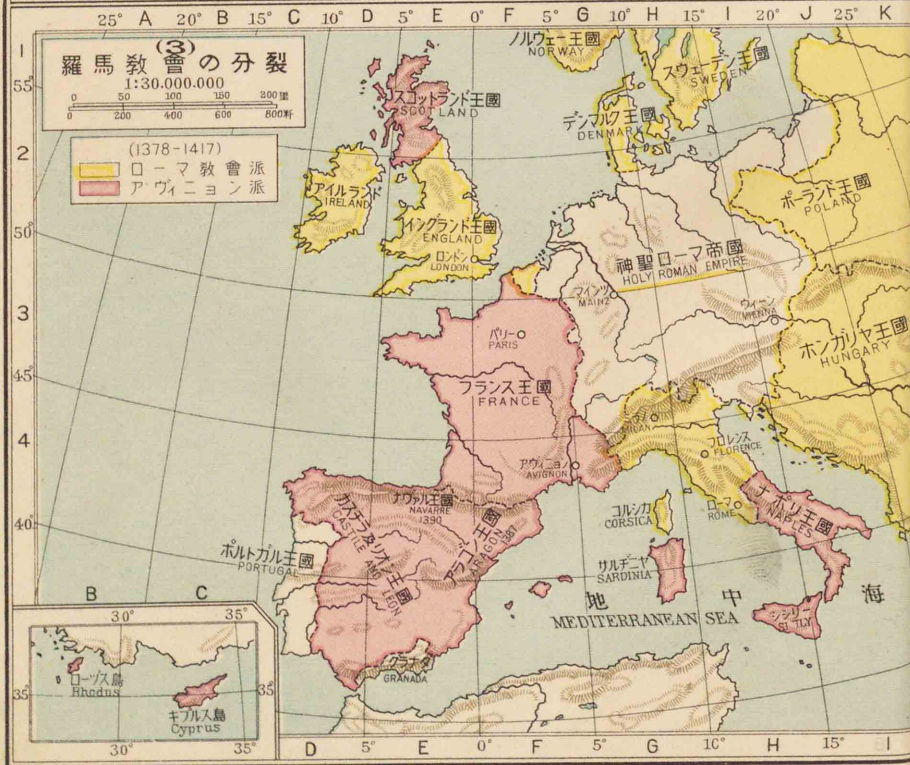 25° A 20° B 15° C 10° D 5° E 0° F 5° G 10° H 15° I 20° J 25° K
(3)
羅馬敎會の分裂
1:30.000.000
0 50 100 150 200里
0 200 400 600 800粁
(1378-1417)
ローマ敎會派
アヴィニョン派
1
55°
2
50°
3
45°
4
40°
ノルウェー王國
NORWAY
スウェーデン王國
SWEDEN
スコットランド王國
SCOTLAND
デンマルク王國
DENMARK
アイルランド
IRELAND
イングランド王國
ENGLAND
ロンドン
LONDON
ポーランド王國
POLAND
神聖ローマ帝國
HOLY ROMAN EMPIRE
マインツ
MAINZ
ウィーン
VIENNA
ホンガリヤ王國
HUNGARY
パリー
PARIS
フランス王國
FRANCE
MILAN
フロレンス
FLORENCE
アヴィニョン
AVIGNON
ナヴァル王國
NAVARRE
1390
カスチラ及リオン王國
CASTLE AND LEON
アラゴン王國
ARAGON
1387
ポルトガル王國
PORTUGAL
コルシカ
CORSICA
ローマ
ROME
ナポリ王國
NAPLES
サルヂニヤ
SARDINIA
シシリー
地中海
MEDITERRANEAN SEA
グラナダ
GRANADA
B C
30° 35°
ローヅス島
Rhodus
キプルス島
Cyprus
35° 35°
30° 35°
D 5° E 0° F 5° G 10° H 15° I